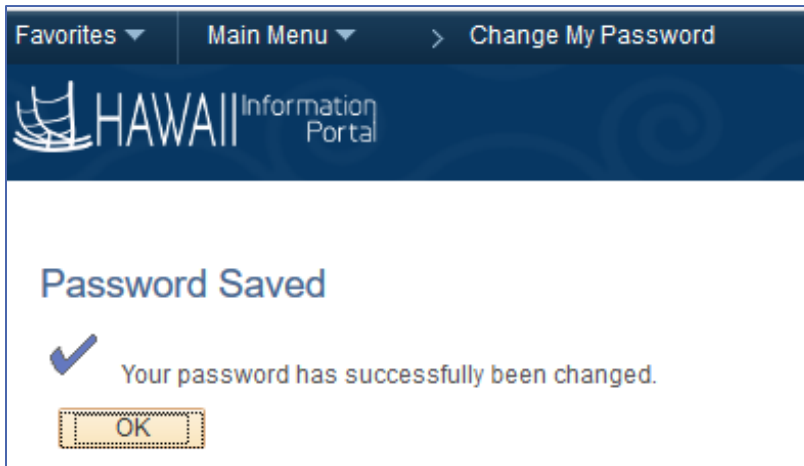 Favorites Main Menu > Change My Password
HAWAII Information
Portal
Password Saved
Your password has successfully been changed.
OK